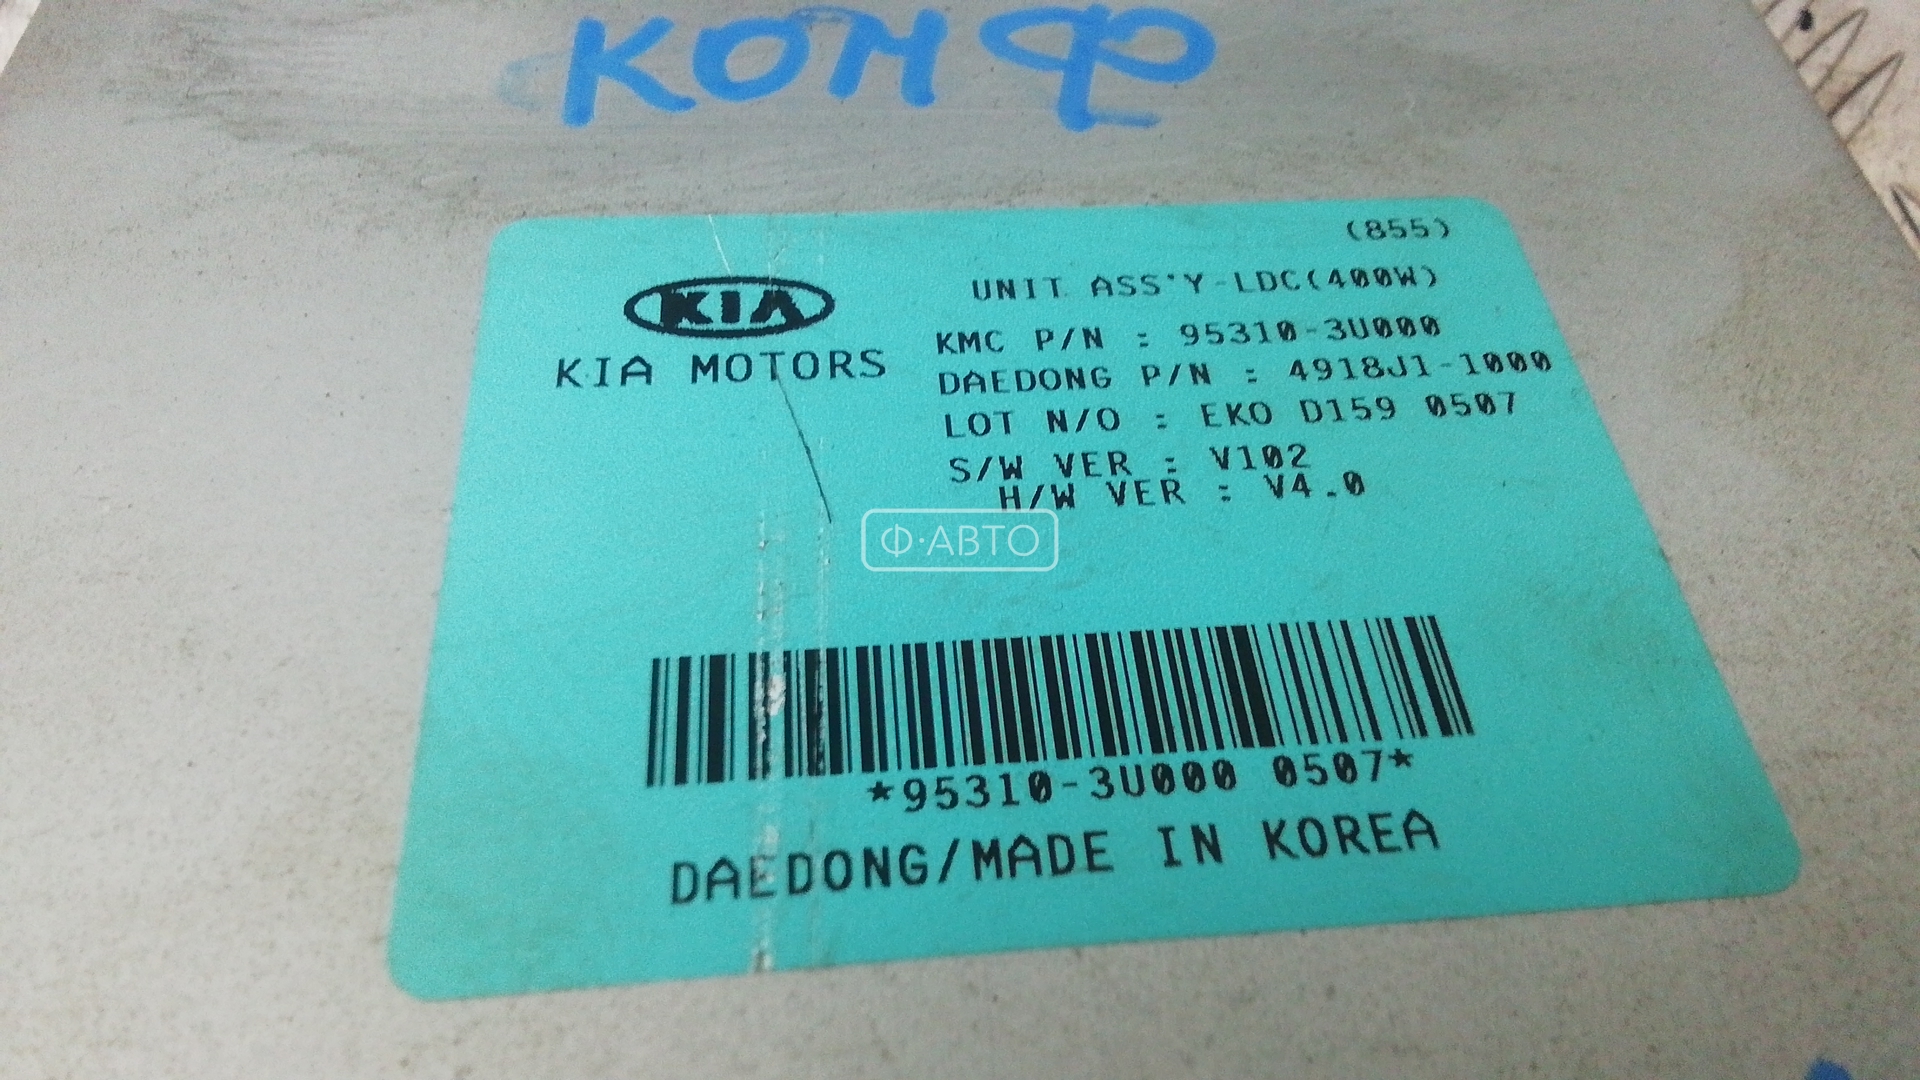 КОМФ
(855)
KIA
KIA MOTORS
UNIT ASS'Y-LDC(400W)
KMC P/N : 95310-3U000
DAEDONG P/N : 4918J1-1000
LOT N/O : EKO D159 0507
S/W VER : V102
H/W VER : V4.0
Ф·АВТО
*95310-3U000 0507*
DAEDONG/MADE IN KOREA